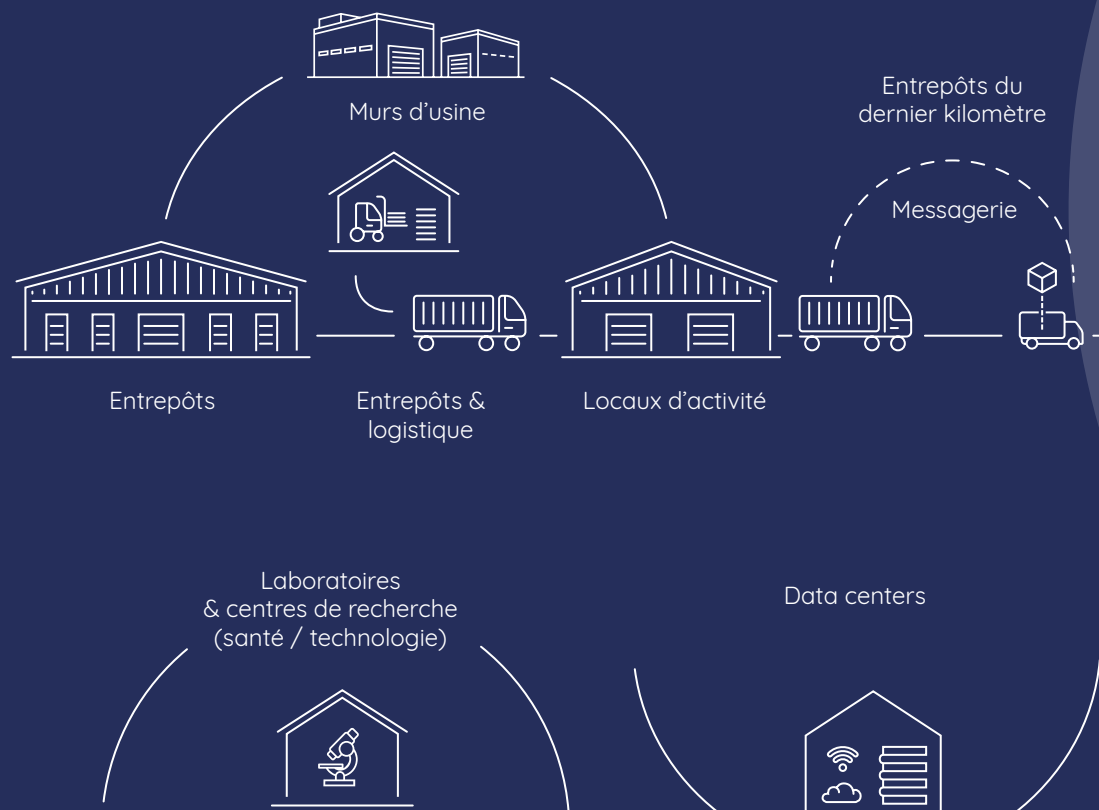 Murs d’usine
Entrepôts du
dernier kilomètre
Messagerie
Entrepôts
Entrepôts &
logistique
Locaux d’activité
Laboratoires
& centres de recherche
(santé / technologie)
Data centers